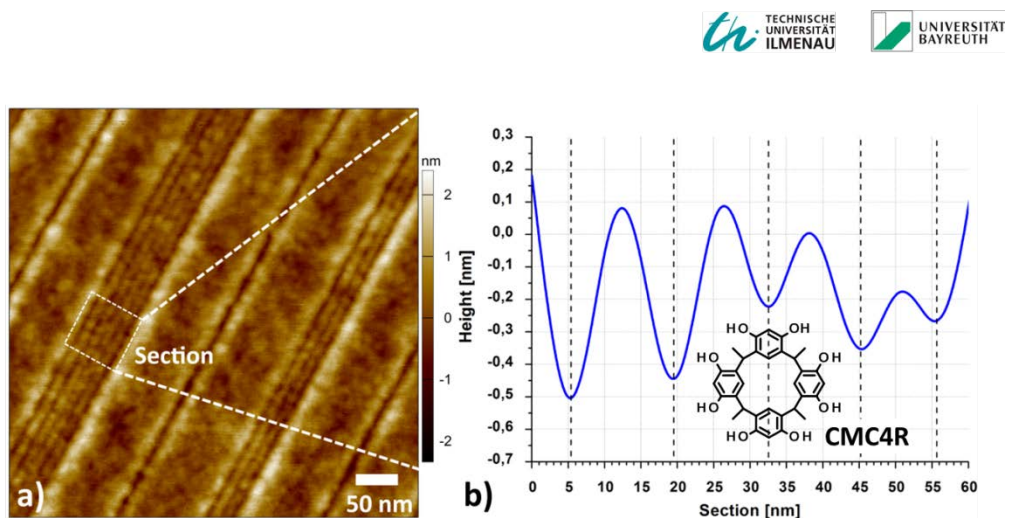 TECHNISCHE
UNIVERSITÄT
ILMENAU
UNIVERSITÄT
BAYREUTH
nm
2
1
0
-1
-2
Section
50 nm
a)
b)
0,3
0,2
0,1
0,0
-0,1
-0,2
-0,3
-0,4
-0,5
-0,6
-0,7
Height [nm]
HO OH
HO OH
HO OH
HO OH
CMC4R
0 5 10 15 20 25 30 35 40 45 50 55 60
Section [nm]